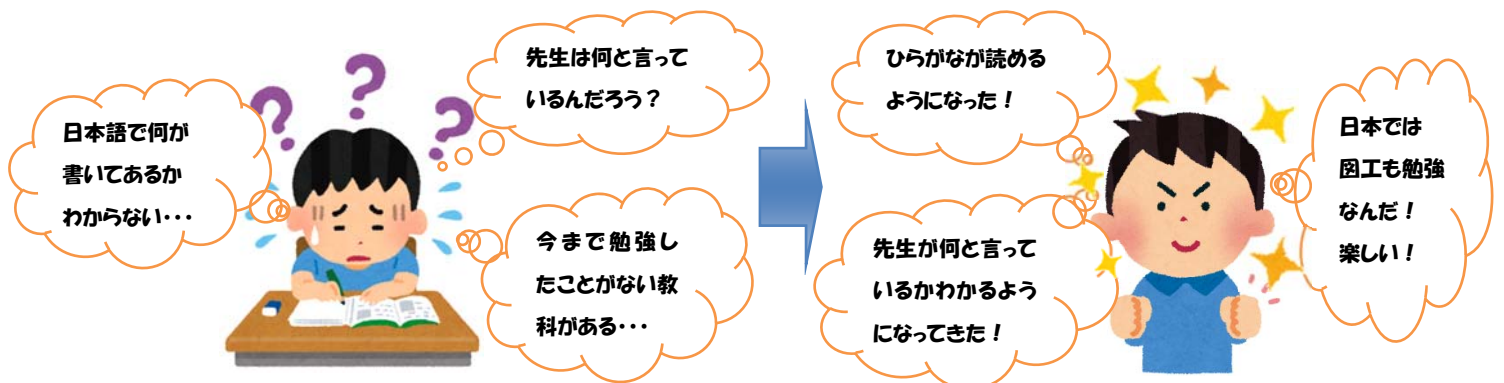 日本語で何が
書いてあるか
わからない・・・
先生は何と言って
いるんだろう？
今まで勉強し
たことがない教
科がある・・・
ひらがなが読める
ようになった！
先生が何と言って
いるかわかるよう
になってきた！
日本では
図工も勉強
なんだ！
楽しい！